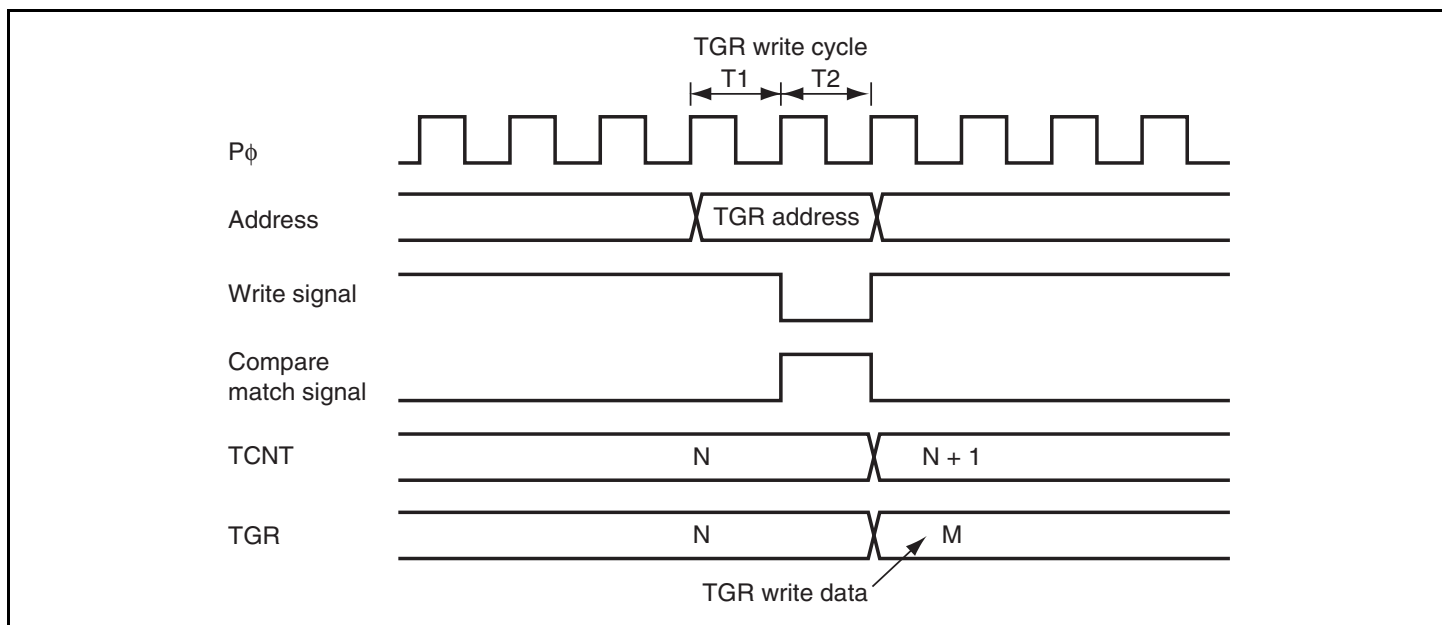 TGR write cycle
T1 T2
Pϕ
Address
TGR address
Write signal
Compare
match signal
TCNT
N
N + 1
TGR
N
M
TGR write data